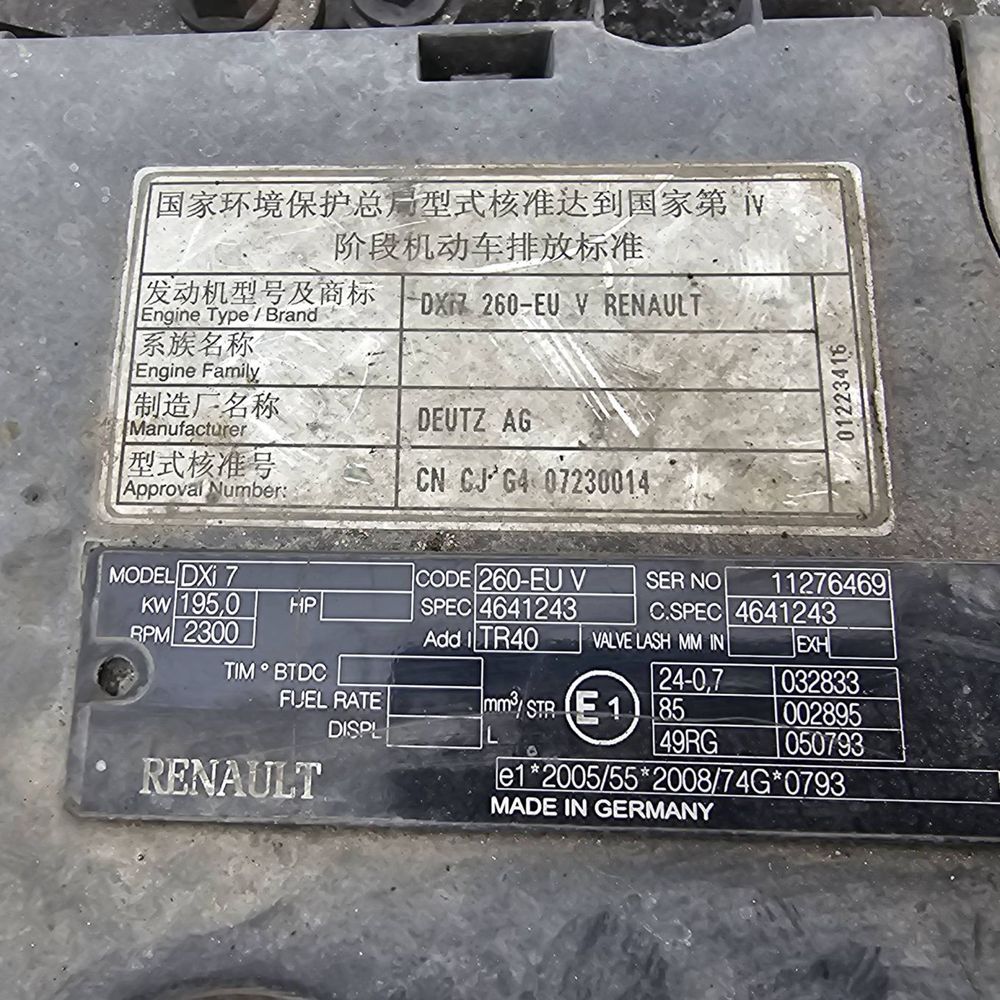 国家环境保护总局型式核准达到国家第 IV
阶段机动车排放标准
发动机型号及商标
Engine Type / Brand
DXi7 260-EU V RENAULT
系族名称
Engine Family
制造厂名称
Manufacturer
DEUTZ AG
型式核准号
Approval Number:
CN CJ G4 07230014
01223416
MODEL DXi 7 CODE 260-EU V SER NO 11276469
KW 195,0 HP SPEC 4641243 C.SPEC 4641243
RPM 2300 Add I TR40 VALVE LASH MM IN EXH
TIM ° BTDC
FUEL RATE mm³/ STR
DISPL L
E1
24-0,7 032833
85 002895
49RG 050793
RENAULT
e1*2005/55*2008/74G*0793
MADE IN GERMANY